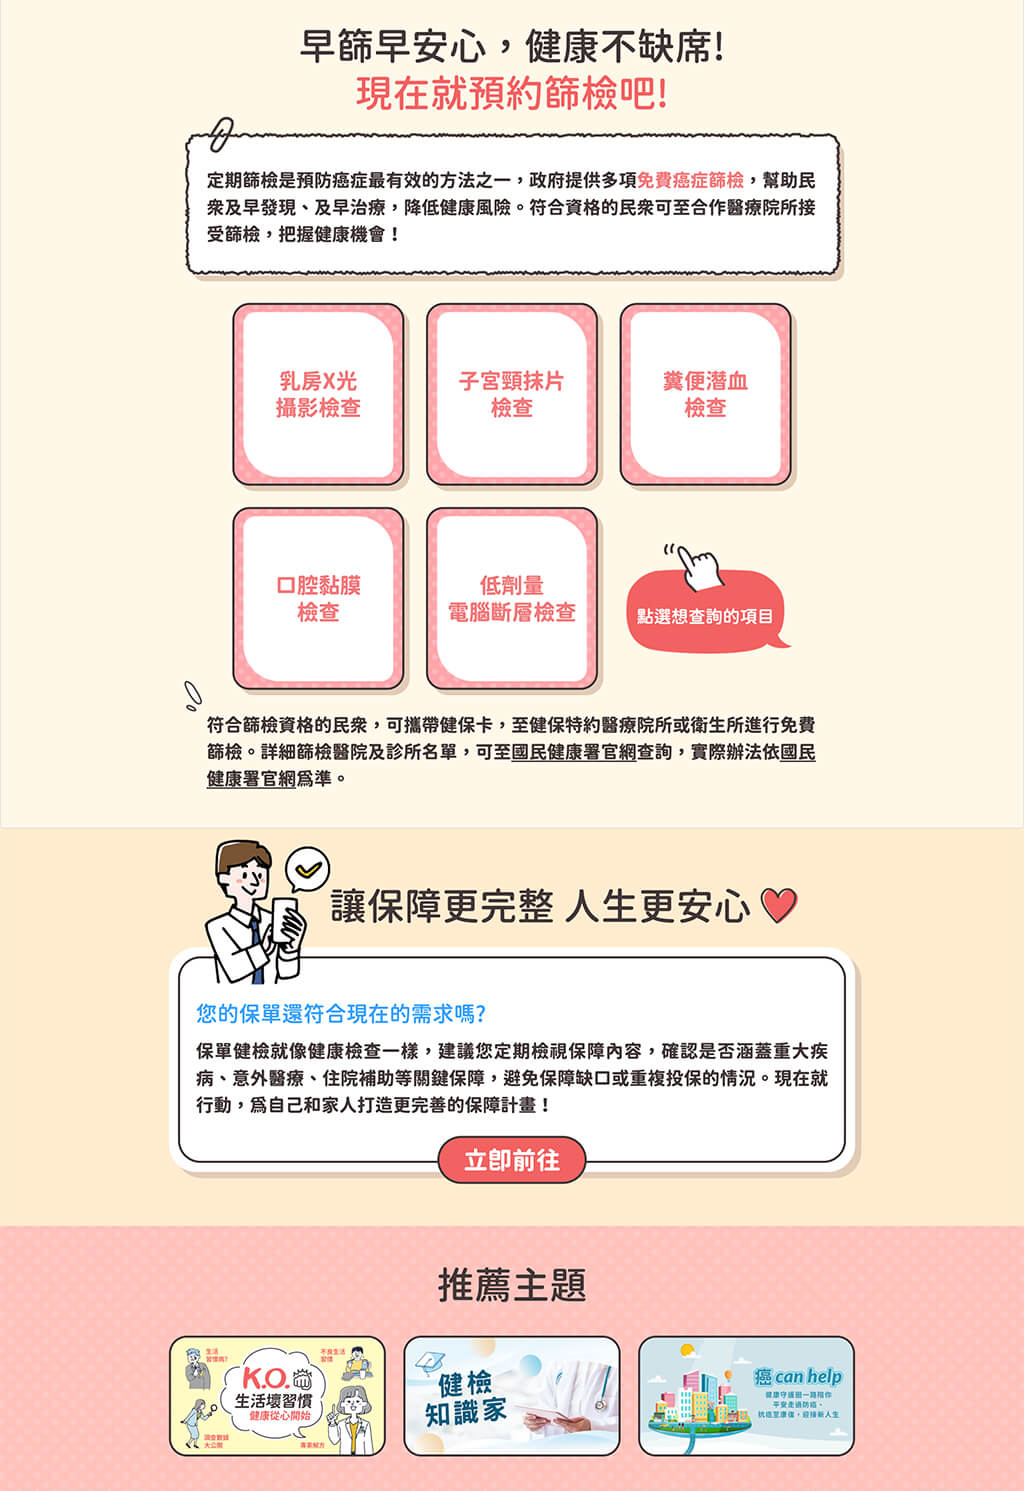 早篩早安心，健康不缺席!
現在就預約篩檢吧!
定期篩檢是預防癌症最有效的方法之一，政府提供多項免費癌症篩檢，幫助民
眾及早發現、及早治療，降低健康風險。符合資格的民眾可至合作醫療院所接
受篩檢，把握健康機會！
乳房X光
攝影檢查
子宮頸抹片
檢查
糞便潛血
檢查
口腔黏膜
檢查
低劑量
電腦斷層檢查
點選想查詢的項目
符合篩檢資格的民眾，可攜帶健保卡，至健保特約醫療院所或衛生所進行免費
篩檢。詳細篩檢醫院及診所名單，可至國民健康署官網查詢，實際辦法依國民
健康署官網為準。
讓保障更完整 人生更安心
您的保單還符合現在的需求嗎?
保單健檢就像健康檢查一樣，建議您定期檢視保障內容，確認是否涵蓋重大疾
病、意外醫療、住院補助等關鍵保障，避免保障缺口或重複投保的情況。現在就
行動，為自己和家人打造更完善的保障計畫！
立即前往
推薦主題
生活
習慣病?
不良生活
習慣
K.O.
生活壞習慣
健康從心開始
調查數據
大公開
專家解方
健檢
知識家
癌 can help
健康守護圈一路陪你
平安走過防癌、
抗癌至康復，迎接新人生